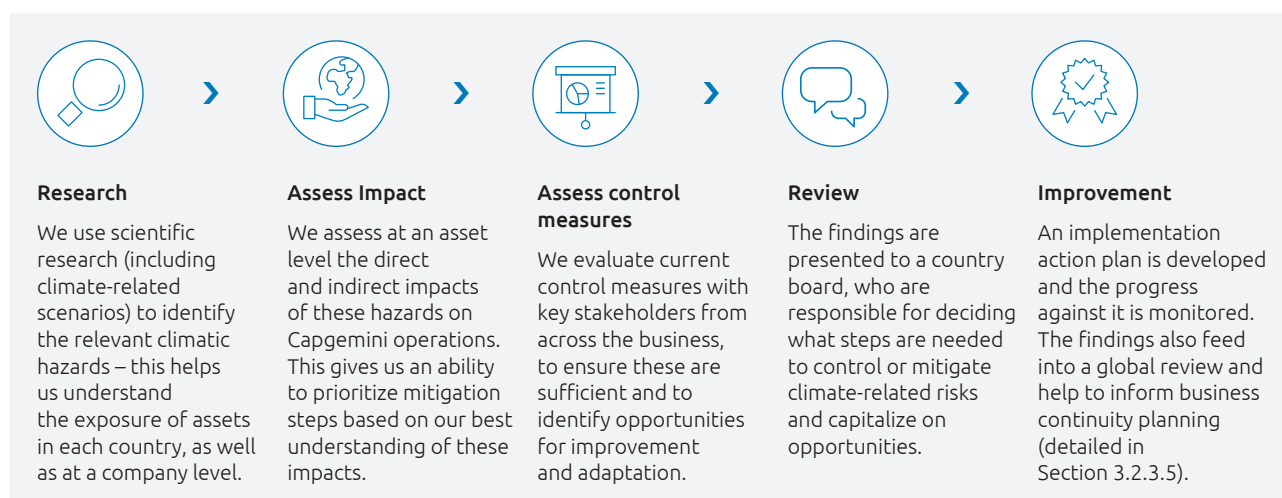 Research
We use scientific
research (including
climate-related
scenarios) to identify
the relevant climatic
hazards – this helps
us understand
the exposure of assets
in each country, as well
as at a company level.
Assess Impact
We assess at an asset
level the direct
and indirect impacts
of these hazards on
Capgemini operations.
This gives us an ability
to prioritize mitigation
steps based on our best
understanding of these
impacts.
Assess control
measures
We evaluate current
control measures with
key stakeholders from
across the business,
to ensure these are
sufficient and to
identify opportunities
for improvement
and adaptation.
Review
The findings are
presented to a country
board, who are
responsible for deciding
what steps are needed
to control or mitigate
climate-related risks
and capitalize on
opportunities.
Improvement
An implementation
action plan is developed
and the progress
against it is monitored.
The findings also feed
into a global review and
help to inform business
continuity planning
(detailed in
Section 3.2.3.5).